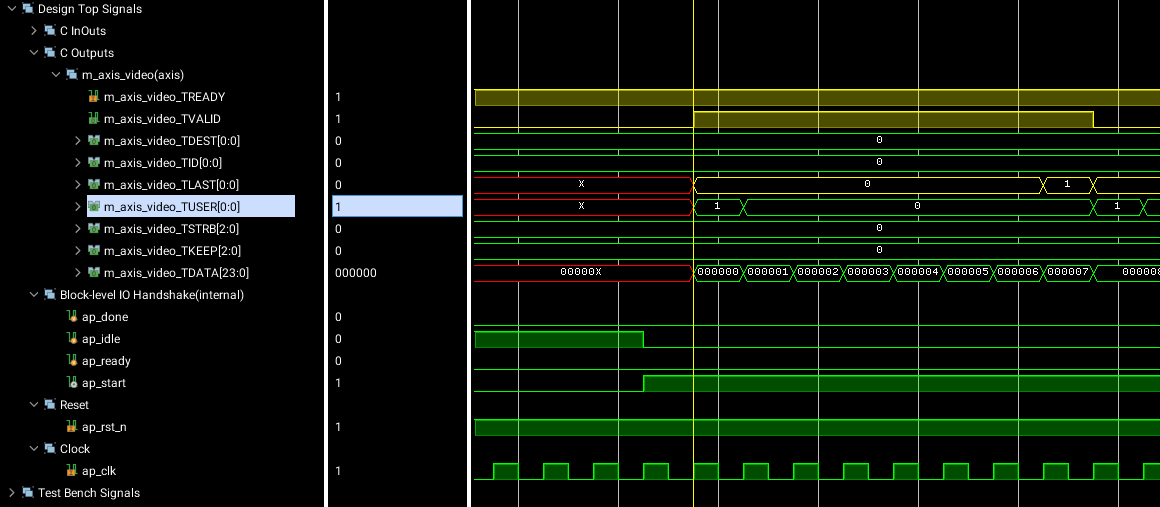 Design Top Signals
C InOuts
C Outputs
m_axis_video(axis)
m_axis_video_TREADY 1
m_axis_video_TVALID 1
m_axis_video_TDEST[0:0] 0 0
m_axis_video_TID[0:0] 0 0
m_axis_video_TLAST[0:0] 0 X 0 1
m_axis_video_TUSER[0:0] 1 X 1 0 1
m_axis_video_TSTRB[2:0] 0 0
m_axis_video_TKEEP[2:0] 0 0
m_axis_video_TDATA[23:0] 000000 00000X 000000 000001 000002 000003 000004 000005 000006 000007 000008
Block-level IO Handshake(internal)
ap_done 0
ap_idle 0
ap_ready 0
ap_start 1
Reset
ap_rst_n 1
Clock
ap_clk 1
Test Bench Signals